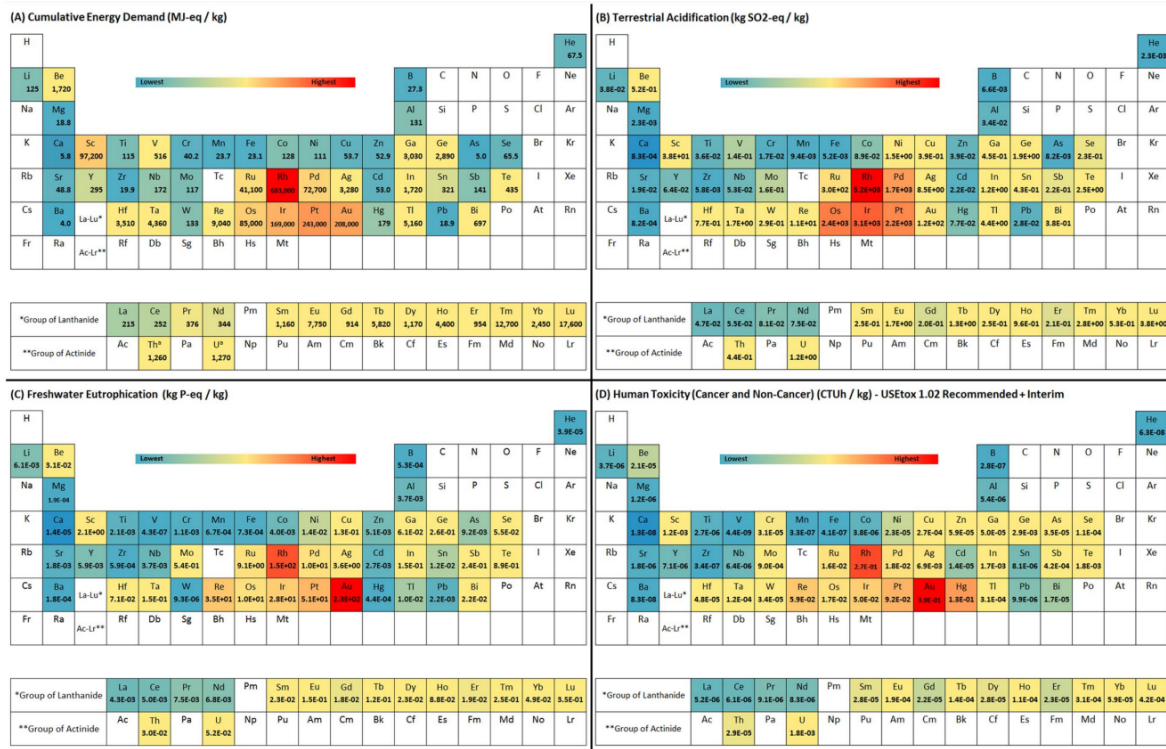 (A) Cumulative Energy Demand (MJ-eq / kg)
H He
67.5
Li Be B C N O F Ne
125 1,720 27.3
Lowest Highest
Na Mg Al Si P S Cl Ar
18.8 131
K Ca Sc Ti V Cr Mn Fe Co Ni Cu Zn Ga Ge As Se Br Kr
5.8 97,200 115 516 40.2 23.7 23.1 128 111 53.7 52.9 3,030 2,890 5.0 65.5
Rb Sr Y Zr Nb Mo Tc Ru Rh Pd Ag Cd In Sn Sb Te I Xe
48.8 295 19.9 172 117 41,100 683,000 72,700 3,280 53.0 1,720 321 141 435
Cs Ba La-Lu* Hf Ta W Re Os Ir Pt Au Hg Tl Pb Bi Po At Rn
4.0 3,510 4,360 133 9,040 85,000 169,000 243,000 208,000 179 5,160 18.9 697
Fr Ra Ac-Lr** Rf Db Sg Bh Hs Mt
*Group of Lanthanide La Ce Pr Nd Pm Sm Eu Gd Tb Dy Ho Er Tm Yb Lu
215 252 376 344 1,160 7,750 914 5,820 1,170 4,400 954 12,700 2,450 17,600
**Group of Actinide Ac Thᵃ Pa Uᵃ Np Pu Am Cm Bk Cf Es Fm Md No Lr
1,260 1,270
(B) Terrestrial Acidification (kg SO2-eq / kg)
H He
2.3E-03
Li Be B C N O F Ne
3.8E-02 5.2E-01 6.6E-03
Lowest Highest
Na Mg Al Si P S Cl Ar
2.3E-03 3.4E-02
K Ca Sc Ti V Cr Mn Fe Co Ni Cu Zn Ga Ge As Se Br Kr
8.3E-04 3.8E+01 3.6E-02 1.4E-01 1.7E-02 9.4E-03 5.2E-03 8.9E-02 1.5E+00 3.9E-01 3.9E-02 4.5E-01 1.9E+00 8.2E-03 2.3E-01
Rb Sr Y Zr Nb Mo Tc Ru Rh Pd Ag Cd In Sn Sb Te I Xe
1.9E-02 6.4E-02 5.8E-03 5.3E-02 1.6E-01 3.0E+02 5.2E+03 1.7E+03 8.5E+00 2.2E-02 1.2E+00 4.3E-01 2.2E-01 2.5E+00
Cs Ba La-Lu* Hf Ta W Re Os Ir Pt Au Hg Tl Pb Bi Po At Rn
8.2E-04 7.7E-01 1.7E+00 2.9E-01 1.1E+01 2.4E+03 3.1E+03 2.2E+03 1.2E+02 7.7E-02 4.4E+00 2.8E-02 3.8E-01
Fr Ra Ac-Lr** Rf Db Sg Bh Hs Mt
*Group of Lanthanide La Ce Pr Nd Pm Sm Eu Gd Tb Dy Ho Er Tm Yb Lu
4.7E-02 5.5E-02 8.1E-02 7.5E-02 2.5E-01 1.7E+00 2.0E-01 1.3E+00 2.5E-01 9.6E-01 2.1E-01 2.8E+00 5.3E-01 3.8E+00
**Group of Actinide Ac Th Pa U Np Pu Am Cm Bk Cf Es Fm Md No Lr
4.4E-01 1.2E+00
(C) Freshwater Eutrophication (kg P-eq / kg)
H He
3.9E-05
Li Be B C N O F Ne
6.1E-03 3.1E-02 5.3E-04
Lowest Highest
Na Mg Al Si P S Cl Ar
1.9E-04 3.7E-03
K Ca Sc Ti V Cr Mn Fe Co Ni Cu Zn Ga Ge As Se Br Kr
1.4E-05 2.1E+00 2.1E-03 4.3E-07 1.1E-03 6.7E-04 7.3E-04 4.0E-03 1.4E-02 1.3E-01 5.1E-03 6.1E-02 2.6E-01 9.2E-03 5.5E-02
Rb Sr Y Zr Nb Mo Tc Ru Rh Pd Ag Cd In Sn Sb Te I Xe
1.8E-03 5.9E-03 5.9E-04 3.7E-03 5.4E-01 9.1E+00 1.5E+02 1.0E+01 3.6E+00 2.7E-03 1.5E-01 1.2E-02 2.4E-01 8.9E-01
Cs Ba La-Lu* Hf Ta W Re Os Ir Pt Au Hg Tl Pb Bi Po At Rn
1.8E-04 7.1E-02 1.5E-01 9.3E-06 3.5E+01 1.0E+01 2.8E+01 5.1E+01 2.3E+02 4.4E-04 1.0E-02 2.2E-03 2.2E-02
Fr Ra Ac-Lr** Rf Db Sg Bh Hs Mt
*Group of Lanthanide La Ce Pr Nd Pm Sm Eu Gd Tb Dy Ho Er Tm Yb Lu
4.3E-03 5.0E-03 7.5E-03 6.8E-03 2.3E-02 1.5E-01 1.8E-02 1.2E-01 2.3E-02 8.8E-02 1.9E-02 2.5E-01 4.9E-02 3.5E-01
**Group of Actinide Ac Th Pa U Np Pu Am Cm Bk Cf Es Fm Md No Lr
3.0E-02 5.2E-02
(D) Human Toxicity (Cancer and Non-Cancer) (CTUh / kg) - USEtox 1.02 Recommended + Interim
H He
6.3E-08
Li Be B C N O F Ne
3.7E-06 2.1E-05 2.8E-07
Lowest Highest
Na Mg Al Si P S Cl Ar
1.2E-06 5.4E-06
K Ca Sc Ti V Cr Mn Fe Co Ni Cu Zn Ga Ge As Se Br Kr
1.3E-08 1.2E-03 2.7E-06 4.4E-09 3.1E-05 3.3E-07 4.1E-07 3.8E-06 2.3E-05 2.7E-04 5.9E-05 5.0E-05 2.9E-04 3.5E-05 1.1E-04
Rb Sr Y Zr Nb Mo Tc Ru Rh Pd Ag Cd In Sn Sb Te I Xe
1.8E-06 7.1E-06 3.4E-07 6.4E-06 9.0E-04 1.6E-02 2.7E-01 1.8E-02 6.9E-03 1.4E-05 1.7E-03 8.1E-06 4.2E-04 1.8E-03
Cs Ba La-Lu* Hf Ta W Re Os Ir Pt Au Hg Tl Pb Bi Po At Rn
8.3E-08 4.8E-05 1.2E-04 3.4E-05 5.9E-02 1.7E-02 5.0E-02 9.2E-02 1.3E-01 3.1E-04 9.9E-06 1.7E-05
Fr Ra Ac-Lr** Rf Db Sg Bh Hs Mt
*Group of Lanthanide La Ce Pr Nd Pm Sm Eu Gd Tb Dy Ho Er Tm Yb Lu
5.2E-06 6.1E-06 9.1E-06 8.3E-06 2.8E-05 1.9E-04 2.2E-05 1.4E-04 2.8E-05 1.1E-04 2.3E-05 3.1E-04 5.9E-05 4.2E-04
**Group of Actinide Ac Th Pa U Np Pu Am Cm Bk Cf Es Fm Md No Lr
2.9E-05 1.8E-03